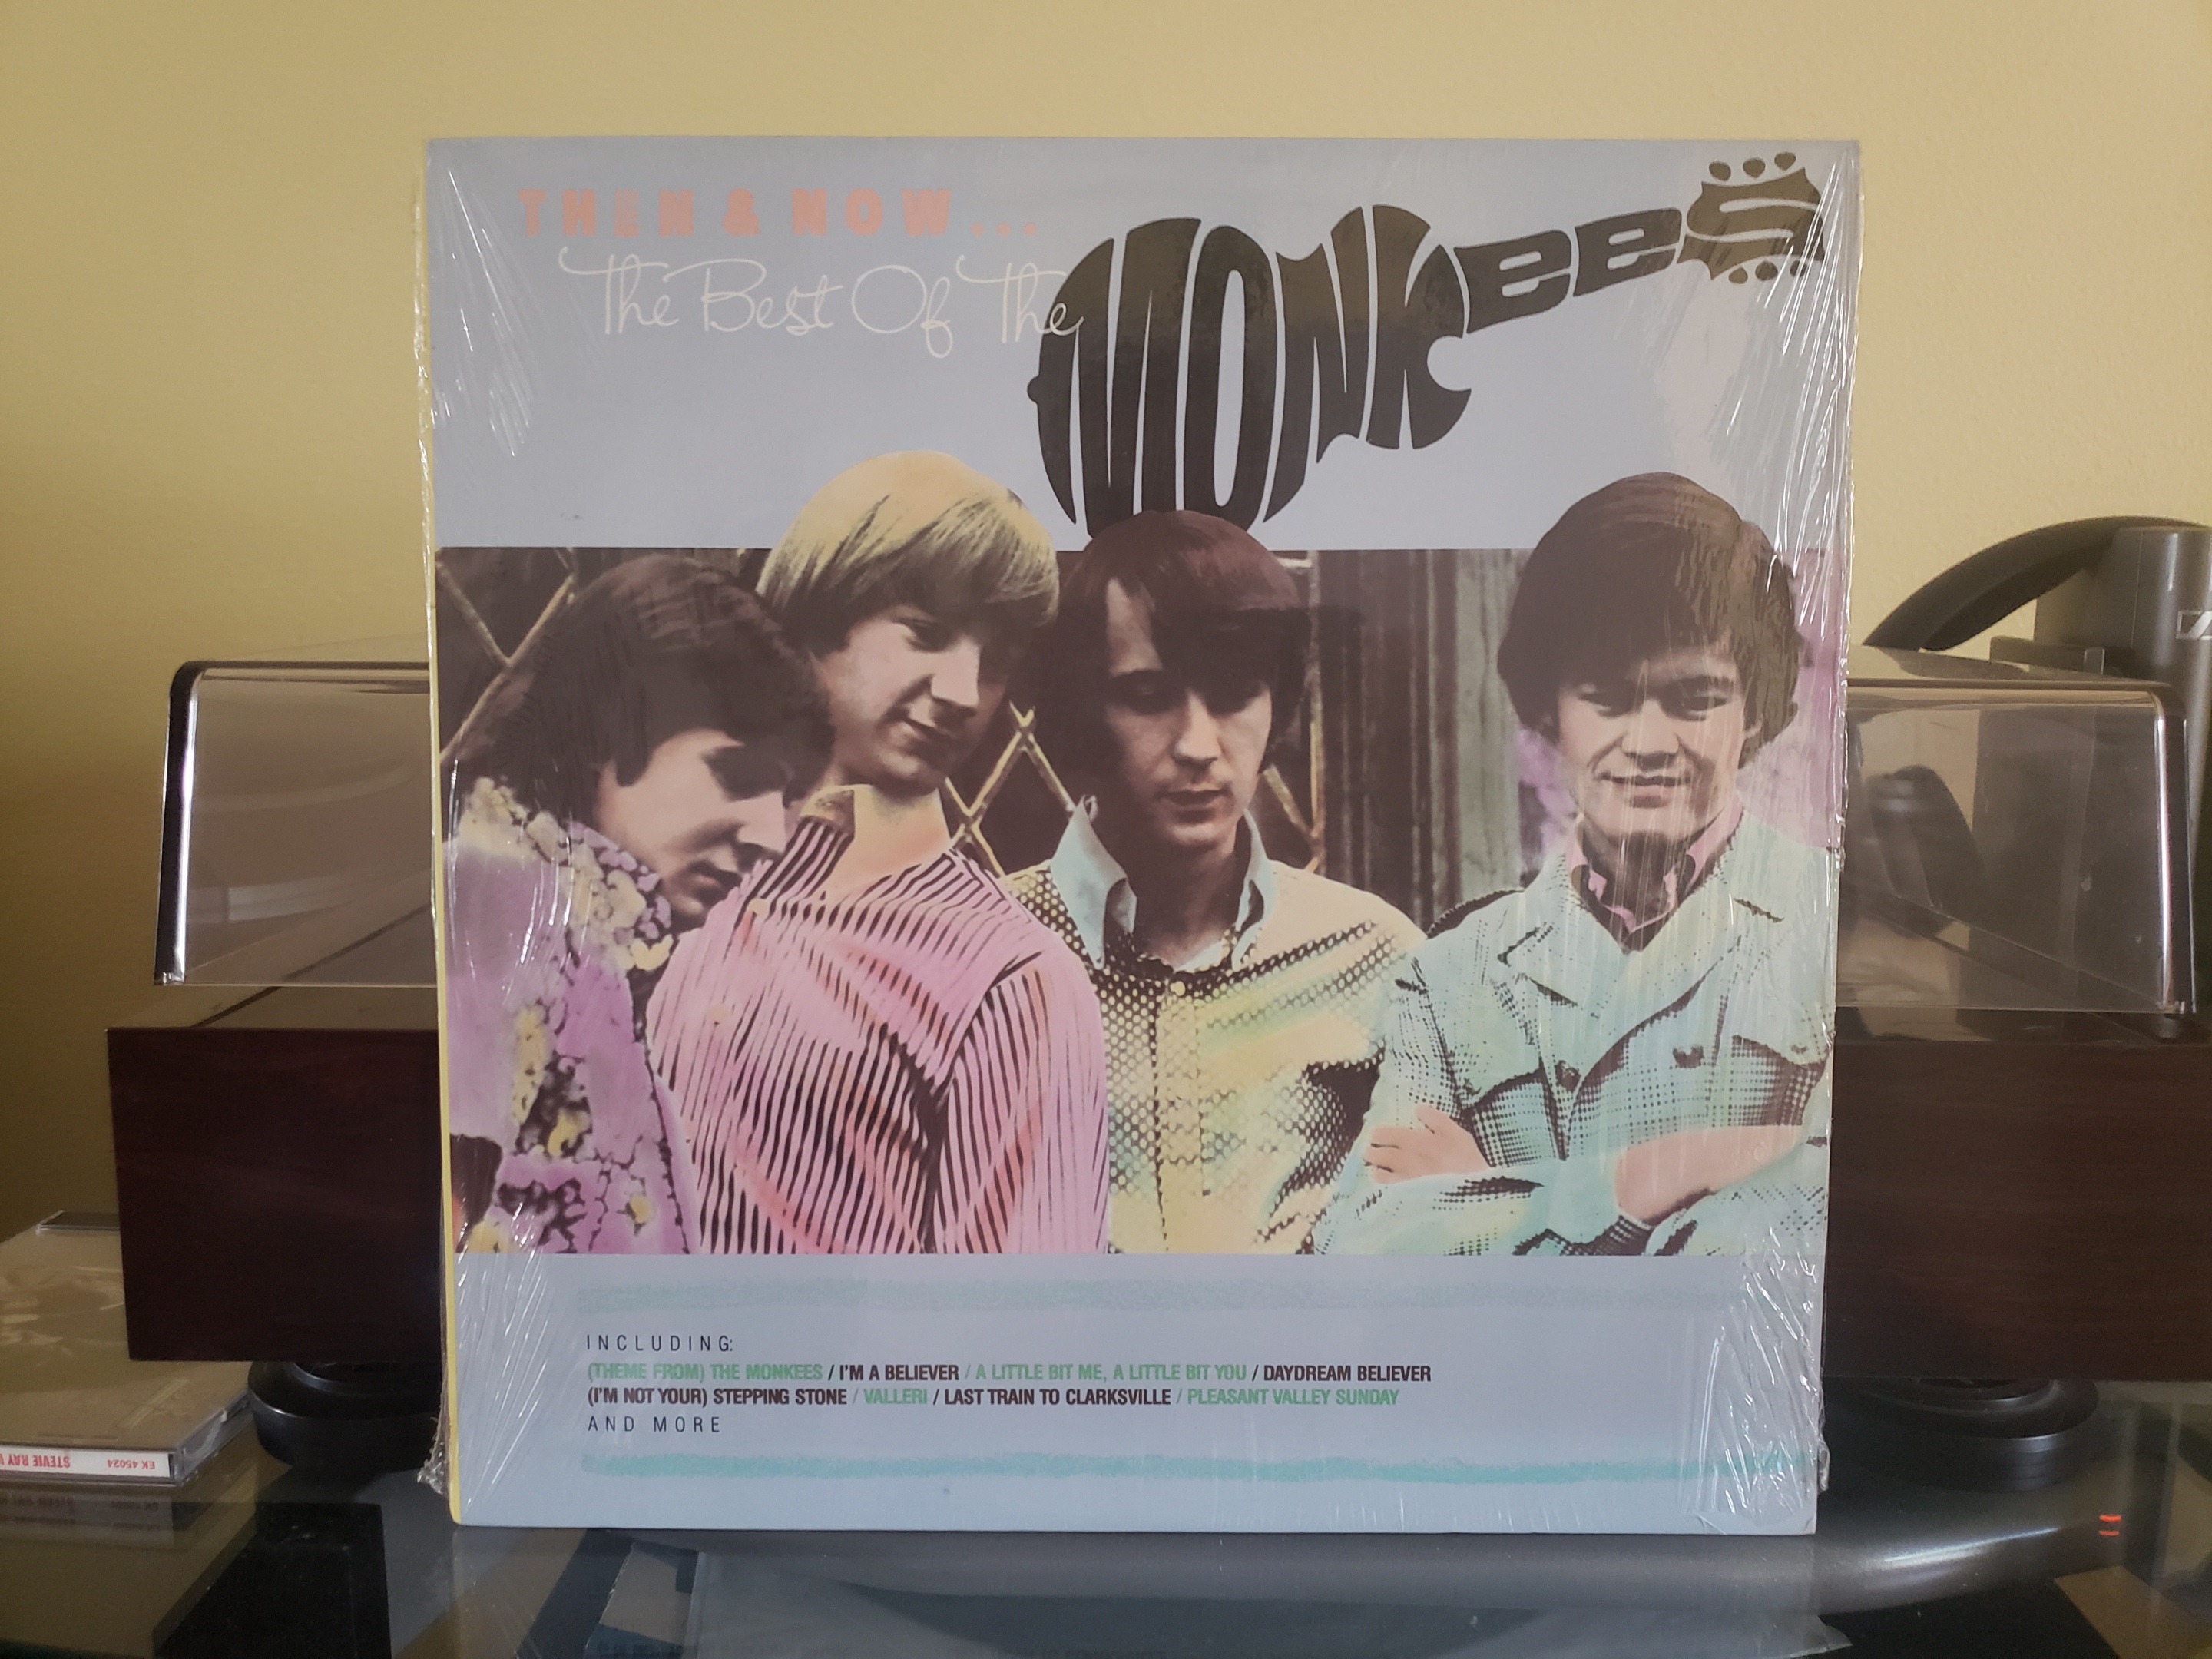 THEN & NOW...
The Best Of The
MONKEES
INCLUDING:
(THEME FROM) THE MONKEES / I'M A BELIEVER / A LITTLE BIT ME, A LITTLE BIT YOU / DAYDREAM BELIEVER
(I'M NOT YOUR) STEPPING STONE / VALLERI / LAST TRAIN TO CLARKSVILLE / PLEASANT VALLEY SUNDAY
AND MORE
EK 45024 STEVIE RAY